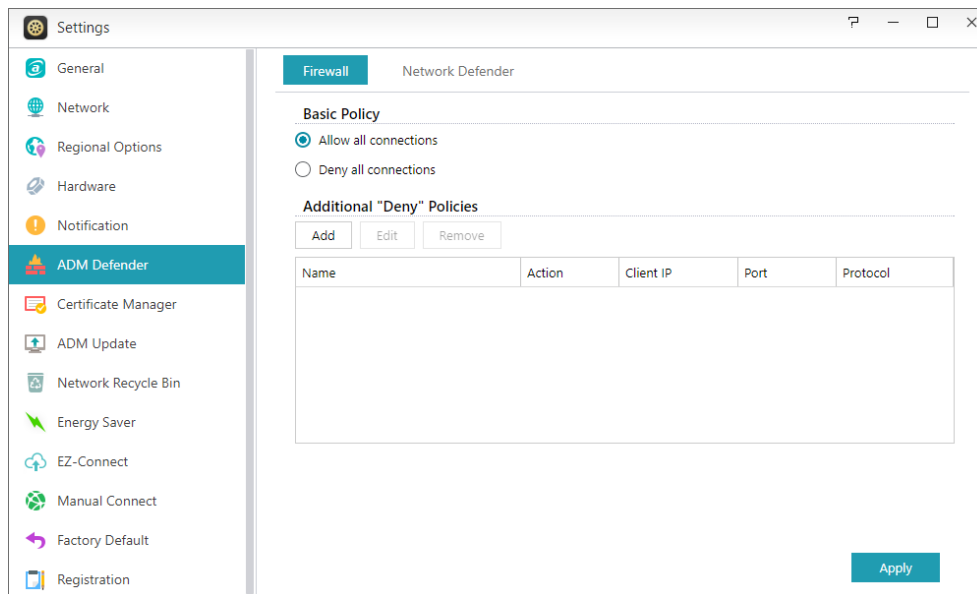 Settings
General
Network
Regional Options
Hardware
Notification
ADM Defender
Certificate Manager
ADM Update
Network Recycle Bin
Energy Saver
EZ-Connect
Manual Connect
Factory Default
Registration
Firewall Network Defender
Basic Policy
Allow all connections
Deny all connections
Additional "Deny" Policies
Add Edit Remove
Name Action Client IP Port Protocol
Apply